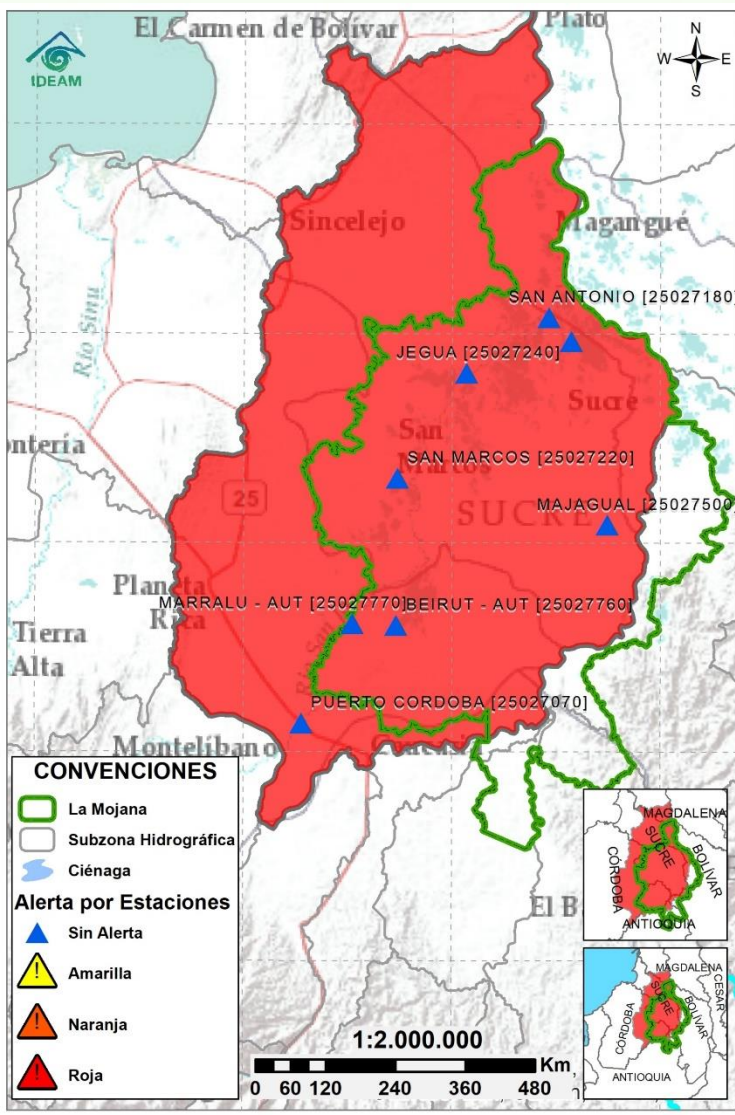 El Carmen de Bolívar
Plato
N
W E
S
IDEAM
Sincelejo
Magangué
SAN ANTONIO [25027180]
Río Sinu
JEGUA [25027240]
Sucre
San
Marcos
SAN MARCOS [25027220]
25
SUCRE
MAJAGUAL [25027500]
Planeta
Rica
MARRALU - AUT [25027770]
BEIRUT - AUT [25027760]
Tierra
Alta
PUERTO CORDOBA [25027070]
Montelíbano
El B
CONVENCIONES
La Mojana
Subzona Hidrográfica
Ciénaga
Alerta por Estaciones
Sin Alerta
Amarilla
Naranja
Roja
1:2.000.000
Km
0 60 120 240 360 480
MAGDALENA
SUCRE
BOLÍVAR
CÓRDOBA
ANTIOQUIA
MAGDALENA
CESAR
SUCRE
BOLÍVAR
CÓRDOBA
ANTIOQUIA